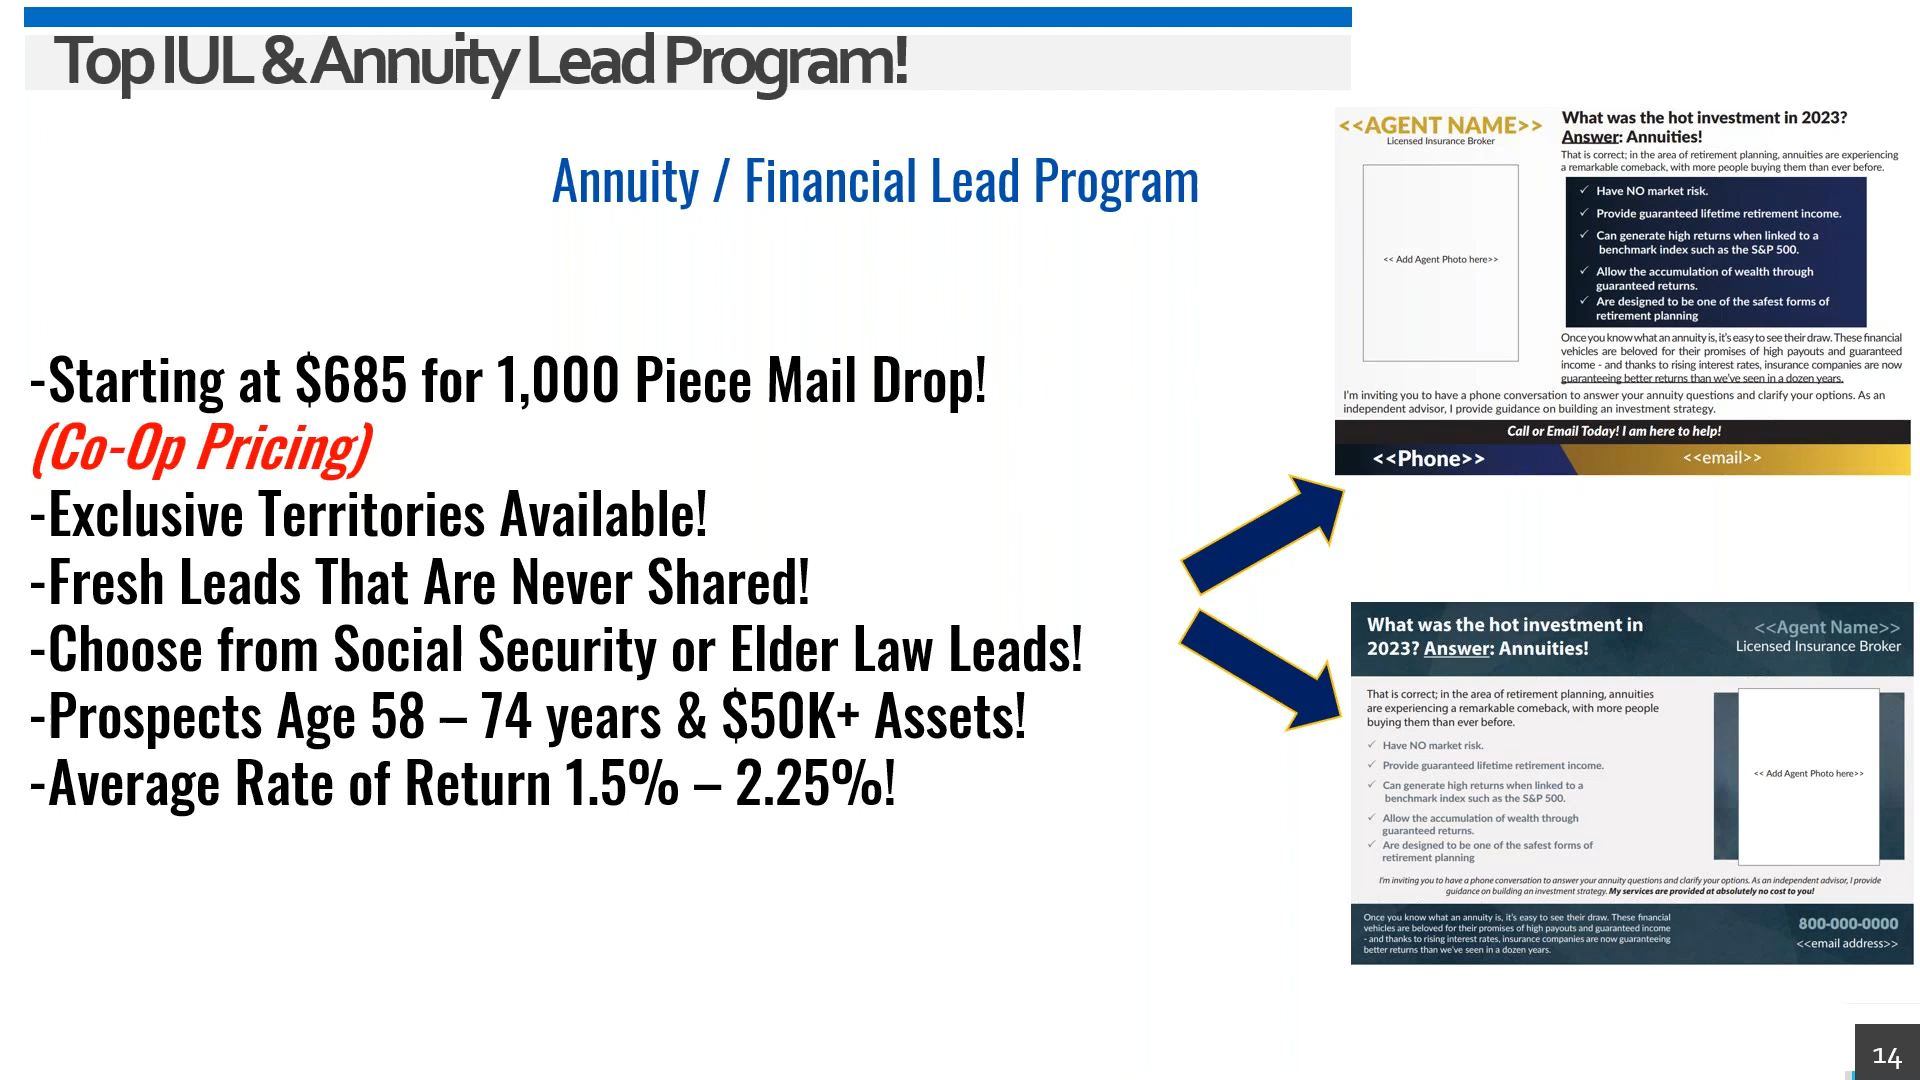 Top IUL & Annuity Lead Program!
Annuity / Financial Lead Program
-Starting at $685 for 1,000 Piece Mail Drop!
(Co-Op Pricing)
-Exclusive Territories Available!
-Fresh Leads That Are Never Shared!
-Choose from Social Security or Elder Law Leads!
-Prospects Age 58 – 74 years & $50K+ Assets!
-Average Rate of Return 1.5% – 2.25%!
<<AGENT NAME>>
Licensed Insurance Broker
<< Add Agent Photo here>>
What was the hot investment in 2023?
Answer: Annuities!
That is correct; in the area of retirement planning, annuities are experiencing
a remarkable comeback, with more people buying them than ever before.
✓ Have NO market risk.
✓ Provide guaranteed lifetime retirement income.
✓ Can generate high returns when linked to a
benchmark index such as the S&P 500.
✓ Allow the accumulation of wealth through
guaranteed returns.
✓ Are designed to be one of the safest forms of
retirement planning
Once you know what an annuity is, it's easy to see their draw. These financial
vehicles are beloved for their promises of high payouts and guaranteed
income - and thanks to rising interest rates, insurance companies are now
guaranteeing better returns than we've seen in a dozen years.
I'm inviting you to have a phone conversation to answer your annuity questions and clarify your options. As an
independent advisor, I provide guidance on building an investment strategy.
Call or Email Today! I am here to help!
<<Phone>>
<<email>>
What was the hot investment in
2023? Answer: Annuities!
<<Agent Name>>
Licensed Insurance Broker
That is correct; in the area of retirement planning, annuities
are experiencing a remarkable comeback, with more people
buying them than ever before.
✓ Have NO market risk.
✓ Provide guaranteed lifetime retirement income.
✓ Can generate high returns when linked to a
benchmark index such as the S&P 500.
✓ Allow the accumulation of wealth through
guaranteed returns.
✓ Are designed to be one of the safest forms of
retirement planning
<< Add Agent Photo here>>
I'm inviting you to have a phone conversation to answer your annuity questions and clarify your options. As an independent advisor, I provide
guidance on building an investment strategy. My services are provided at absolutely no cost to you!
Once you know what an annuity is, it's easy to see their draw. These financial
vehicles are beloved for their promises of high payouts and guaranteed income
- and thanks to rising interest rates, insurance companies are now guaranteeing
better returns than we've seen in a dozen years.
800-000-0000
<<email address>>
14